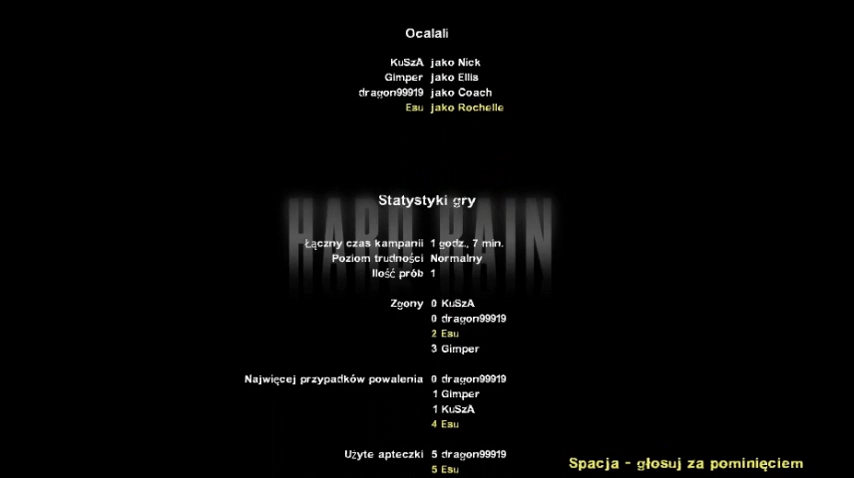 Ocalali
KuSzA jako Nick
Gimper jako Ellis
dragon99919 jako Coach
Esu jako Rochelle
Statystyki gry
HARD RAIN
Łączny czas kampanii 1 godz., 7 min.
Poziom trudności Normalny
Ilość prób 1
Zgony 0 KuSzA
0 dragon99919
2 Esu
3 Gimper
Najwięcej przypadków powalenia 0 dragon99919
1 Gimper
1 KuSzA
4 Esu
Użyte apteczki 5 dragon99919
5 Esu
Spacja - głosuj za pominięciem